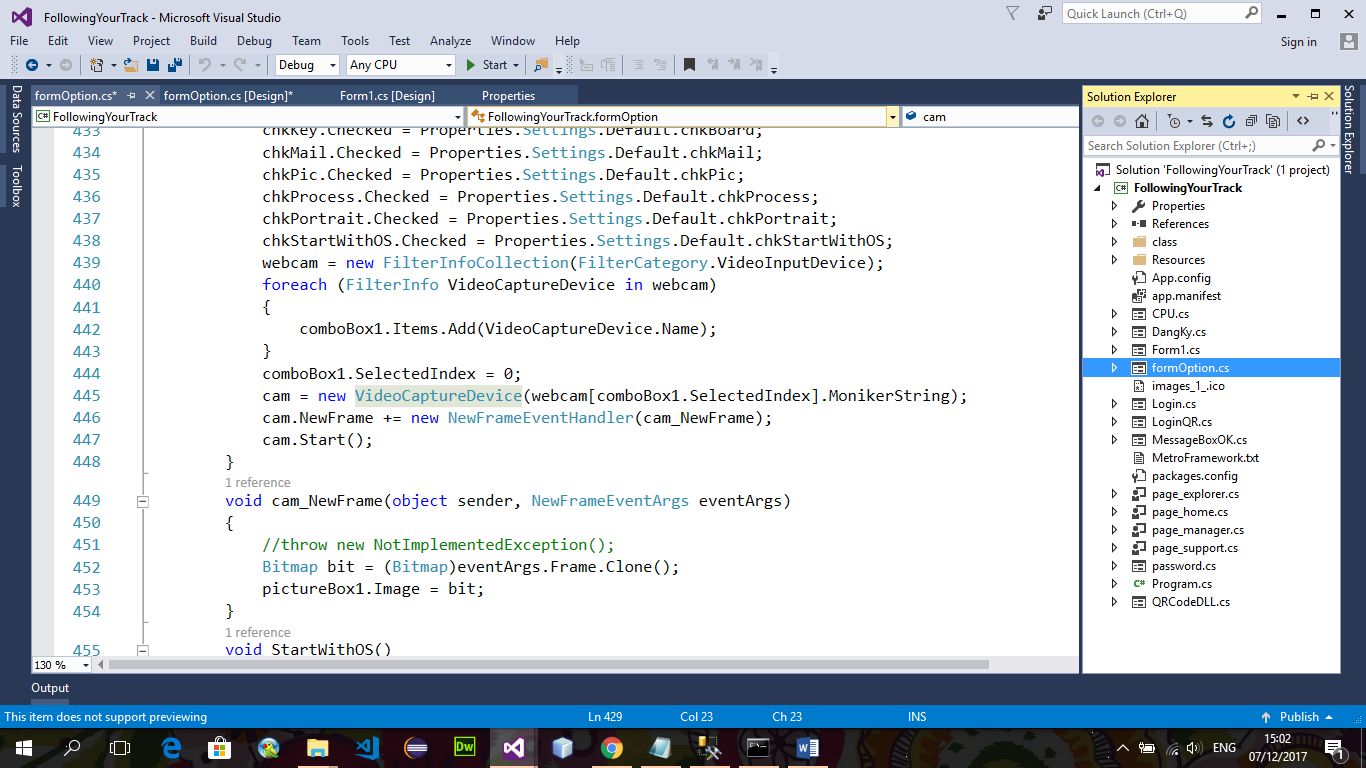 FollowingYourTrack - Microsoft Visual Studio
Quick Launch (Ctrl+Q)
File Edit View Project Build Debug Team Tools Test Analyze Window Help
Sign in
Debug Any CPU Start
Data Sources
Toolbox
formOption.cs* formOption.cs [Design]* Form1.cs [Design] Properties
FollowingYourTrack FollowingYourTrack.formOption cam
433 chkKey.Checked = Properties.Settings.Default.chkBoard;
434 chkMail.Checked = Properties.Settings.Default.chkMail;
435 chkPic.Checked = Properties.Settings.Default.chkPic;
436 chkProcess.Checked = Properties.Settings.Default.chkProcess;
437 chkPortrait.Checked = Properties.Settings.Default.chkPortrait;
438 chkStartWithOS.Checked = Properties.Settings.Default.chkStartWithOS;
439 webcam = new FilterInfoCollection(FilterCategory.VideoInputDevice);
440 foreach (FilterInfo VideoCaptureDevice in webcam)
441 {
442 comboBox1.Items.Add(VideoCaptureDevice.Name);
443 }
444 comboBox1.SelectedIndex = 0;
445 cam = new VideoCaptureDevice(webcam[comboBox1.SelectedIndex].MonikerString);
446 cam.NewFrame += new NewFrameEventHandler(cam_NewFrame);
447 cam.Start();
448 }
1 reference
449 void cam_NewFrame(object sender, NewFrameEventArgs eventArgs)
450 {
451 //throw new NotImplementedException();
452 Bitmap bit = (Bitmap)eventArgs.Frame.Clone();
453 pictureBox1.Image = bit;
454 }
1 reference
455 void StartWithOS()
130 %
Solution Explorer
Search Solution Explorer (Ctrl+;)
Solution 'FollowingYourTrack' (1 project)
C# FollowingYourTrack
Properties
References
class
Resources
App.config
app.manifest
CPU.cs
DangKy.cs
Form1.cs
formOption.cs
images_1_.ico
Login.cs
LoginQR.cs
MessageBoxOK.cs
MetroFramework.txt
packages.config
page_explorer.cs
page_home.cs
page_manager.cs
page_support.cs
password.cs
C# Program.cs
QRCodeDLL.cs
Solution Explorer
Output
This item does not support previewing Ln 429 Col 23 Ch 23 INS Publish
Dw
ENG
15:02
07/12/2017
1